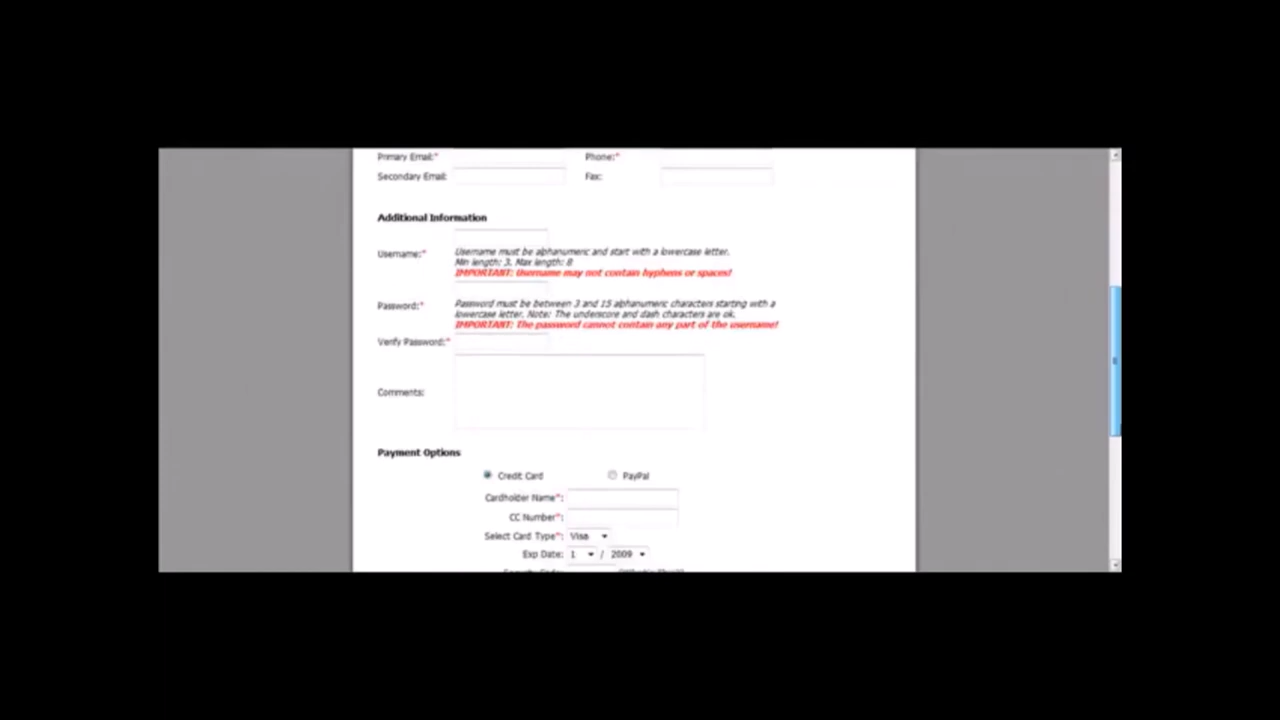 Primary Email:* Phone:*
Secondary Email: Fax:
Additional Information
Username:* Username must be alphanumeric and start with a lowercase letter.
Min length: 3, Max length: 8
IMPORTANT: Username may not contain hyphens or spaces!
Password:* Password must be between 3 and 15 alphanumeric characters starting with a
lowercase letter. Note: The underscore and dash characters are ok.
IMPORTANT: The password cannot contain any part of the username!
Verify Password:*
Comments:
Payment Options
Credit Card PayPal
Cardholder Name*:
CC Number*:
Select Card Type*: Visa
Exp Date: 1 / 2009